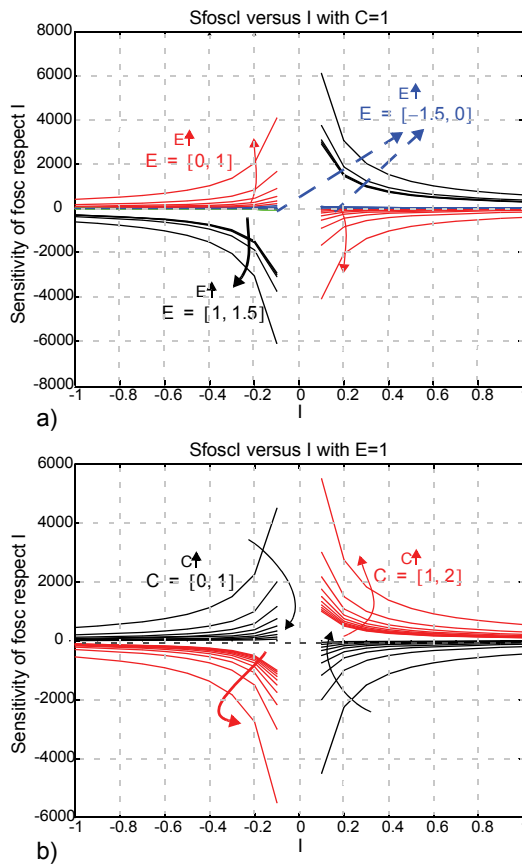 SfoscI versus I with C=1
Sensitivity of fosc respect I
8000
6000
4000
2000
0
-2000
-4000
-6000
-8000
E
E = [0, 1]
E
E = [-1.5, 0]
E
E = [1, 1.5]
-1 -0.8 -0.6 -0.4 -0.2 0 0.2 0.4 0.6 0.8
I
a)
SfoscI versus I with E=1
Sensitivity of fosc respect I
6000
4000
2000
0
-2000
-4000
-6000
C
C = [0, 1]
C
C = [1, 2]
-1 -0.8 -0.6 -0.4 -0.2 0 0.2 0.4 0.6 0.8
I
b)